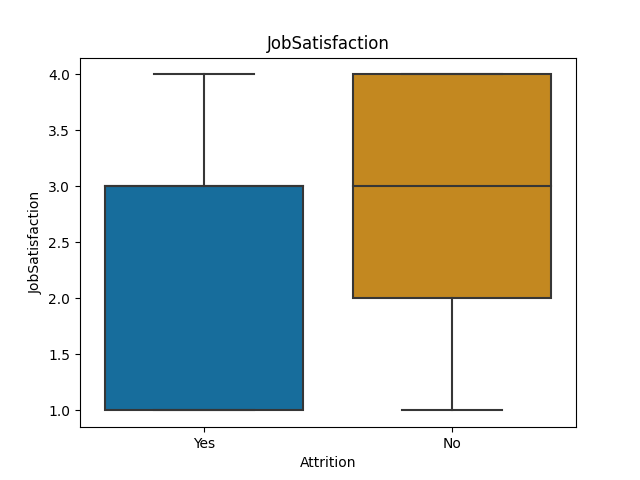 JobSatisfaction
4.0
3.5
3.0
2.5
2.0
1.5
1.0
JobSatisfaction
Yes
No
Attrition